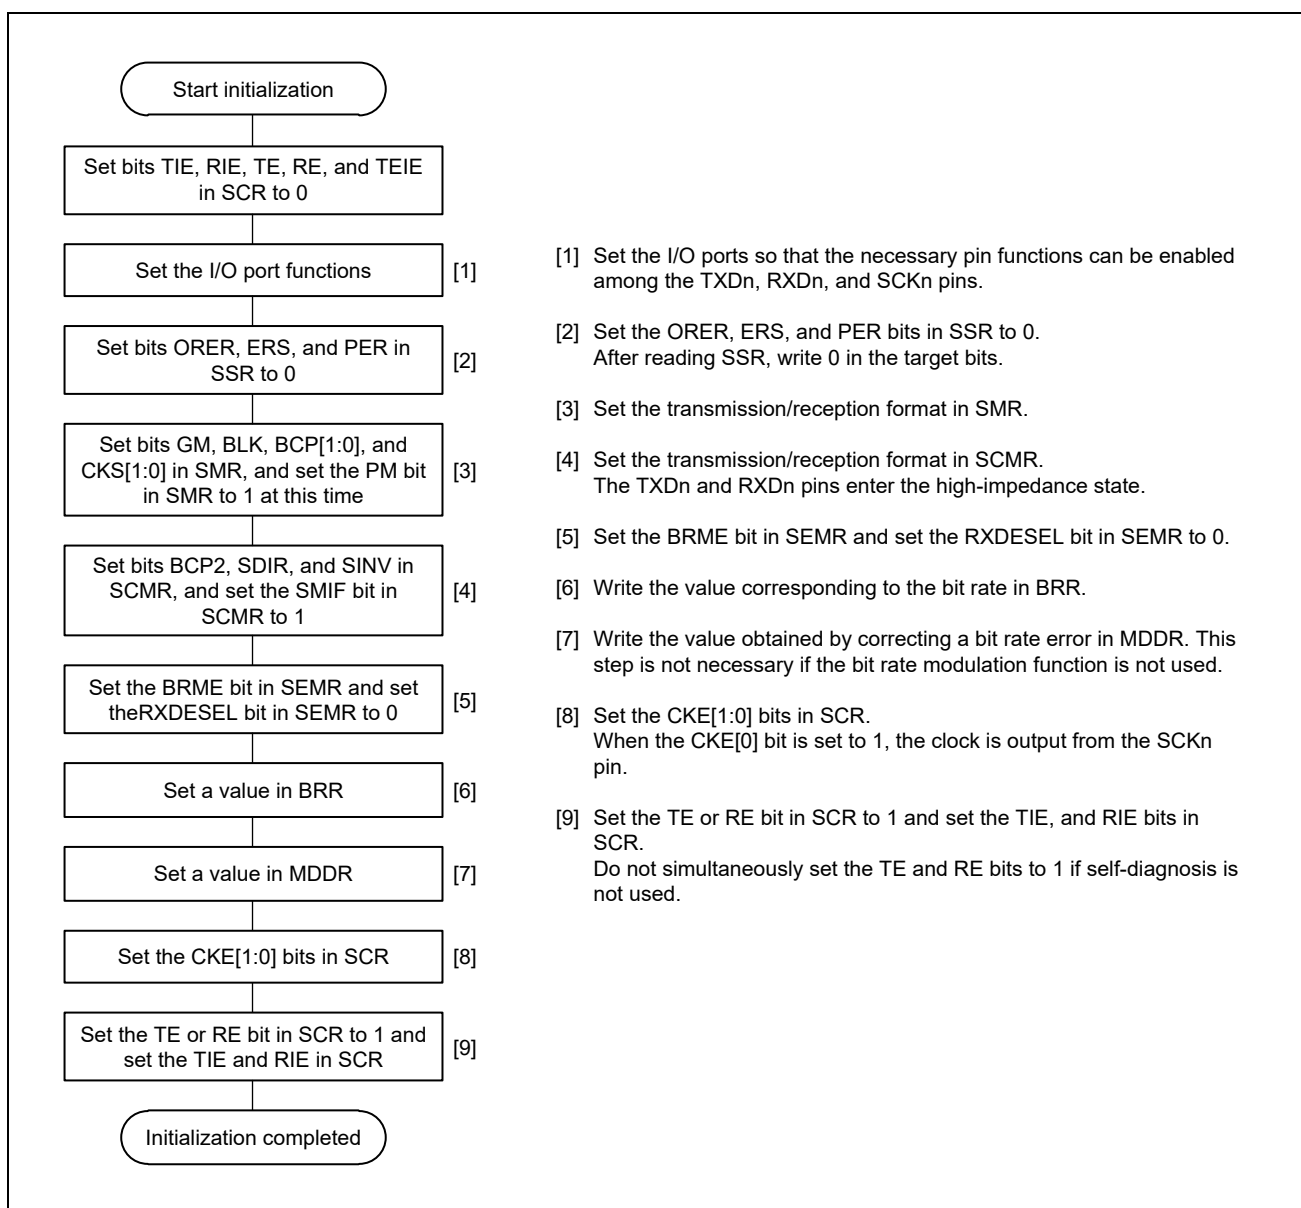 Start initialization
Set bits TIE, RIE, TE, RE, and TEIE
in SCR to 0
Set the I/O port functions
[1]
Set bits ORER, ERS, and PER in
SSR to 0
[2]
Set bits GM, BLK, BCP[1:0], and
CKS[1:0] in SMR, and set the PM bit
in SMR to 1 at this time
[3]
Set bits BCP2, SDIR, and SINV in
SCMR, and set the SMIF bit in
SCMR to 1
[4]
Set the BRME bit in SEMR and set
theRXDESEL bit in SEMR to 0
[5]
Set a value in BRR
[6]
Set a value in MDDR
[7]
Set the CKE[1:0] bits in SCR
[8]
Set the TE or RE bit in SCR to 1 and
set the TIE and RIE in SCR
[9]
Initialization completed
[1] Set the I/O ports so that the necessary pin functions can be enabled
among the TXDn, RXDn, and SCKn pins.
[2] Set the ORER, ERS, and PER bits in SSR to 0.
After reading SSR, write 0 in the target bits.
[3] Set the transmission/reception format in SMR.
[4] Set the transmission/reception format in SCMR.
The TXDn and RXDn pins enter the high-impedance state.
[5] Set the BRME bit in SEMR and set the RXDESEL bit in SEMR to 0.
[6] Write the value corresponding to the bit rate in BRR.
[7] Write the value obtained by correcting a bit rate error in MDDR. This
step is not necessary if the bit rate modulation function is not used.
[8] Set the CKE[1:0] bits in SCR.
When the CKE[0] bit is set to 1, the clock is output from the SCKn
pin.
[9] Set the TE or RE bit in SCR to 1 and set the TIE, and RIE bits in
SCR.
Do not simultaneously set the TE and RE bits to 1 if self-diagnosis is
not used.